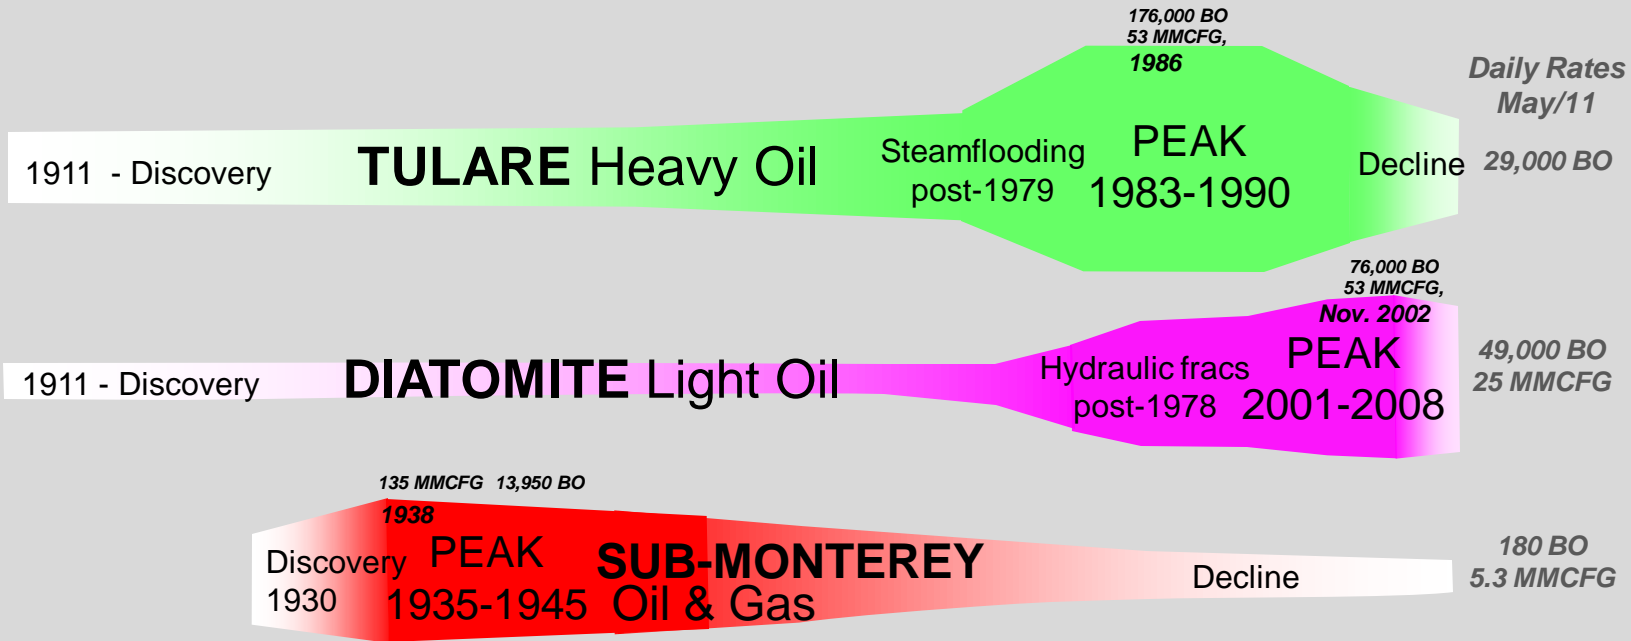 176,000 BO
53 MMCFG,
1986
Daily Rates
May/11
1911 - Discovery
TULARE Heavy Oil
Steamflooding
post-1979
PEAK
1983-1990
Decline
29,000 BO
76,000 BO
53 MMCFG,
Nov. 2002
1911 - Discovery
DIATOMITE Light Oil
Hydraulic fracs
post-1978
PEAK
2001-2008
49,000 BO
25 MMCFG
135 MMCFG 13,950 BO
1938
Discovery
1930
PEAK
1935-1945
SUB-MONTEREY
Oil & Gas
Decline
180 BO
5.3 MMCFG